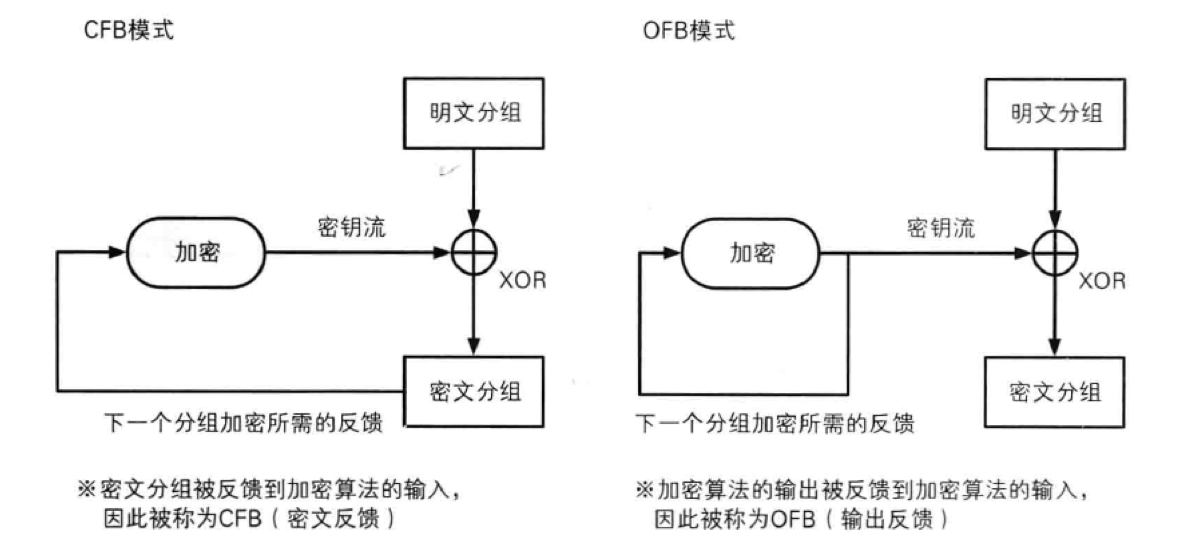 CFB模式
明文分组
加密
密钥流
XOR
密文分组
下一个分组加密所需的反馈
※密文分组被反馈到加密算法的输入，
因此被称为CFB（密文反馈）
OFB模式
明文分组
加密
密钥流
XOR
密文分组
下一个分组加密所需的反馈
※加密算法的输出被反馈到加密算法的输入，
因此被称为OFB（输出反馈）